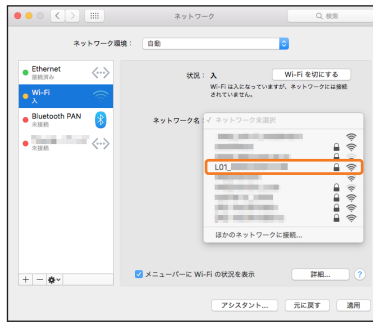 ネットワーク
検索
ネットワーク環境： 自動
Ethernet
接続済み
Wi-Fi
入
Bluetooth PAN
未接続
未接続
状況： 入
Wi-Fi を切にする
Wi-Fi は入になっていますが、ネットワークには接続
されていません。
ネットワーク名
✓ ネットワーク未選択
L01_
ほかのネットワークに接続...
メニューバーに Wi-Fi の状況を表示
詳細...
?
アシスタント...
元に戻す
適用